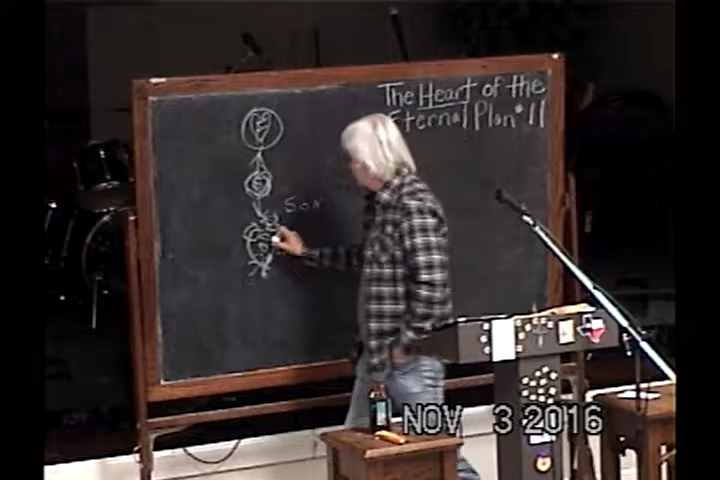 The Heart of the
Eternal Plan # 11
Son
NOV 3 2016